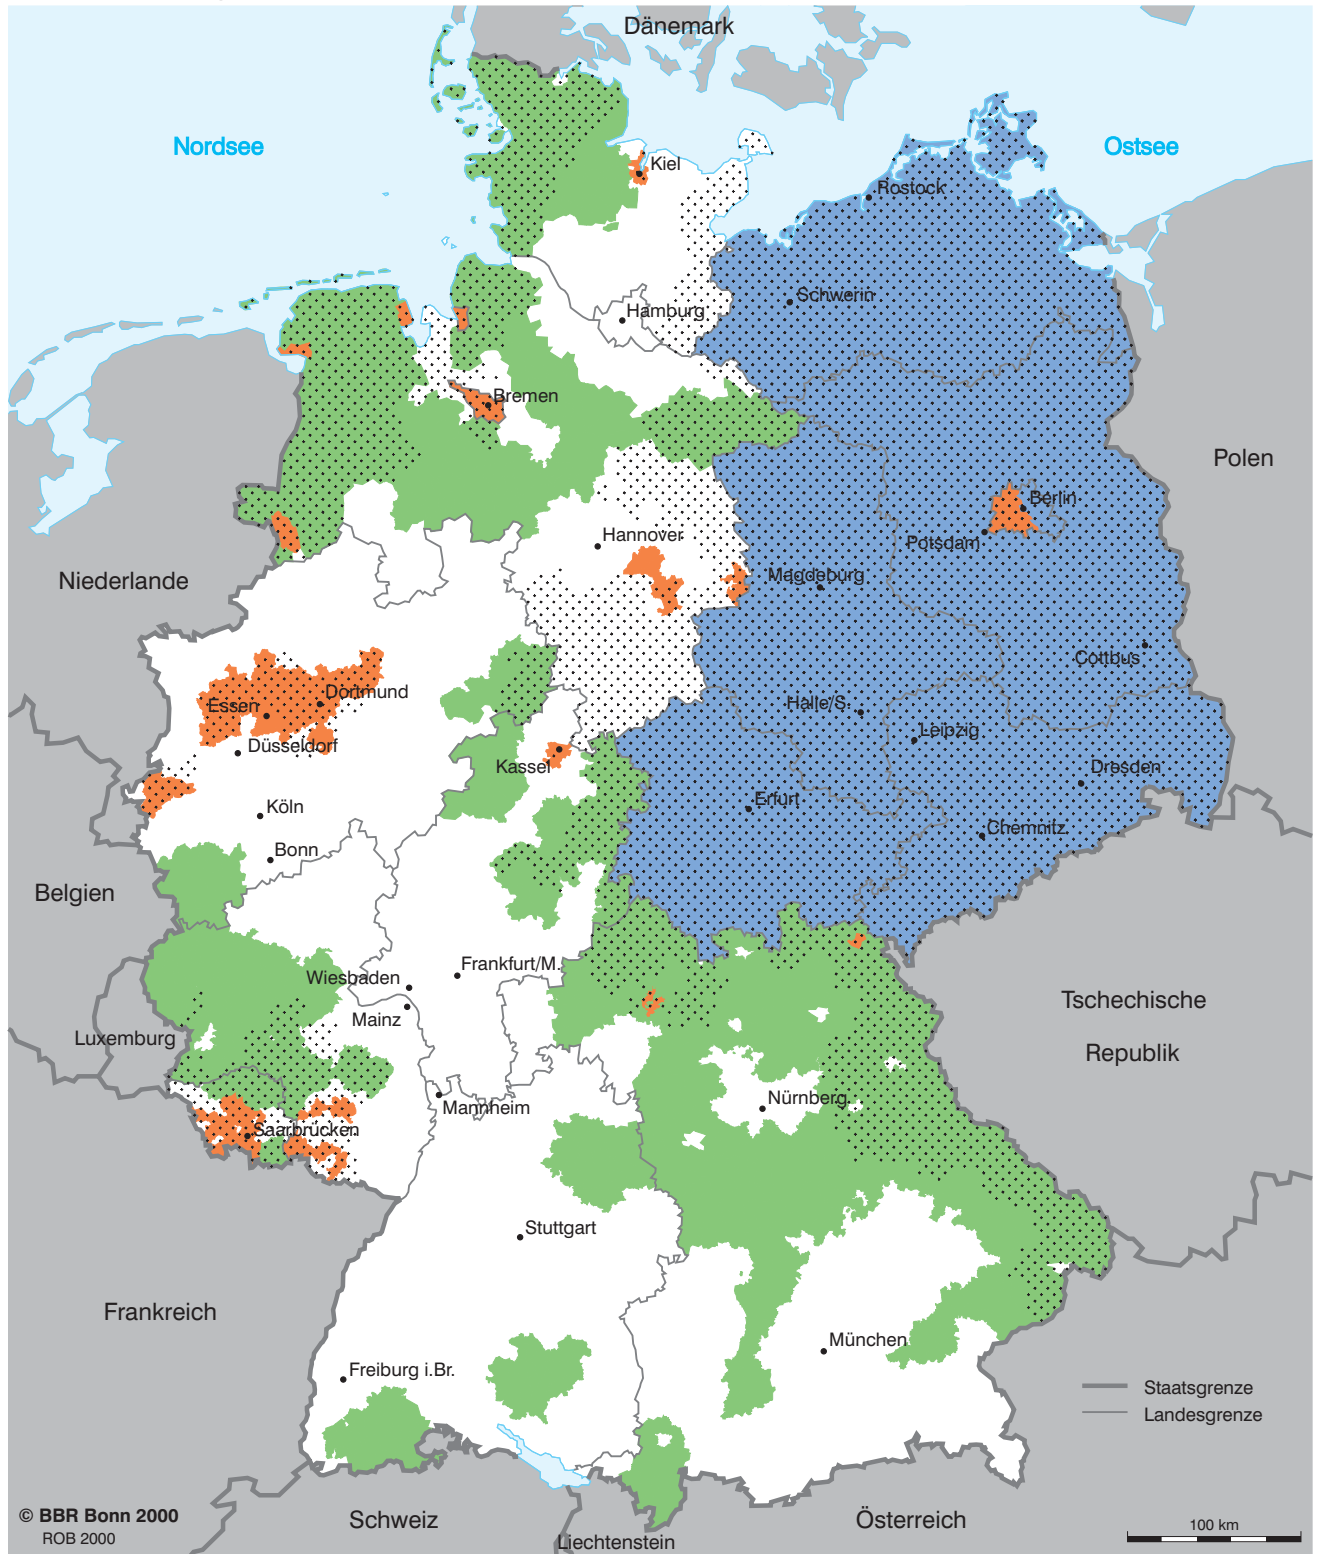 Dänemark
Nordsee
Ostsee
Kiel
Rostock
Schwerin
Hamburg
Bremen
Polen
Berlin
Hannover
Potsdam
Niederlande
Magdeburg
Cottbus
Dortmund
Essen
Halle/S.
Leipzig
Düsseldorf
Kassel
Dresden
Erfurt
Köln
Chemnitz
Bonn
Belgien
Frankfurt/M.
Wiesbaden
Mainz
Tschechische
Luxemburg
Republik
Nürnberg
Mannheim
Saarbrücken
Stuttgart
Frankreich
München
Freiburg i.Br.
Staatsgrenze
Landesgrenze
© BBR Bonn 2000
ROB 2000
Schweiz
Österreich
Liechtenstein
100 km